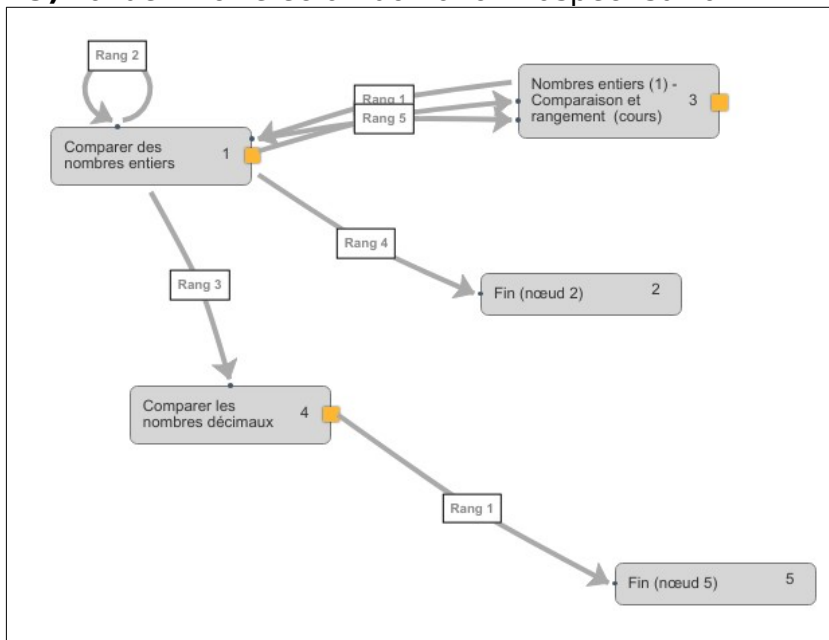 Rang 2
Nombres entiers (1) -
Comparaison et
rangement (cours)
3
Rang 1
Rang 5
Comparer des
nombres entiers
1
Rang 4
Rang 3
Fin (nœud 2)
2
Comparer les
nombres décimaux
4
Rang 1
Fin (nœud 5)
5